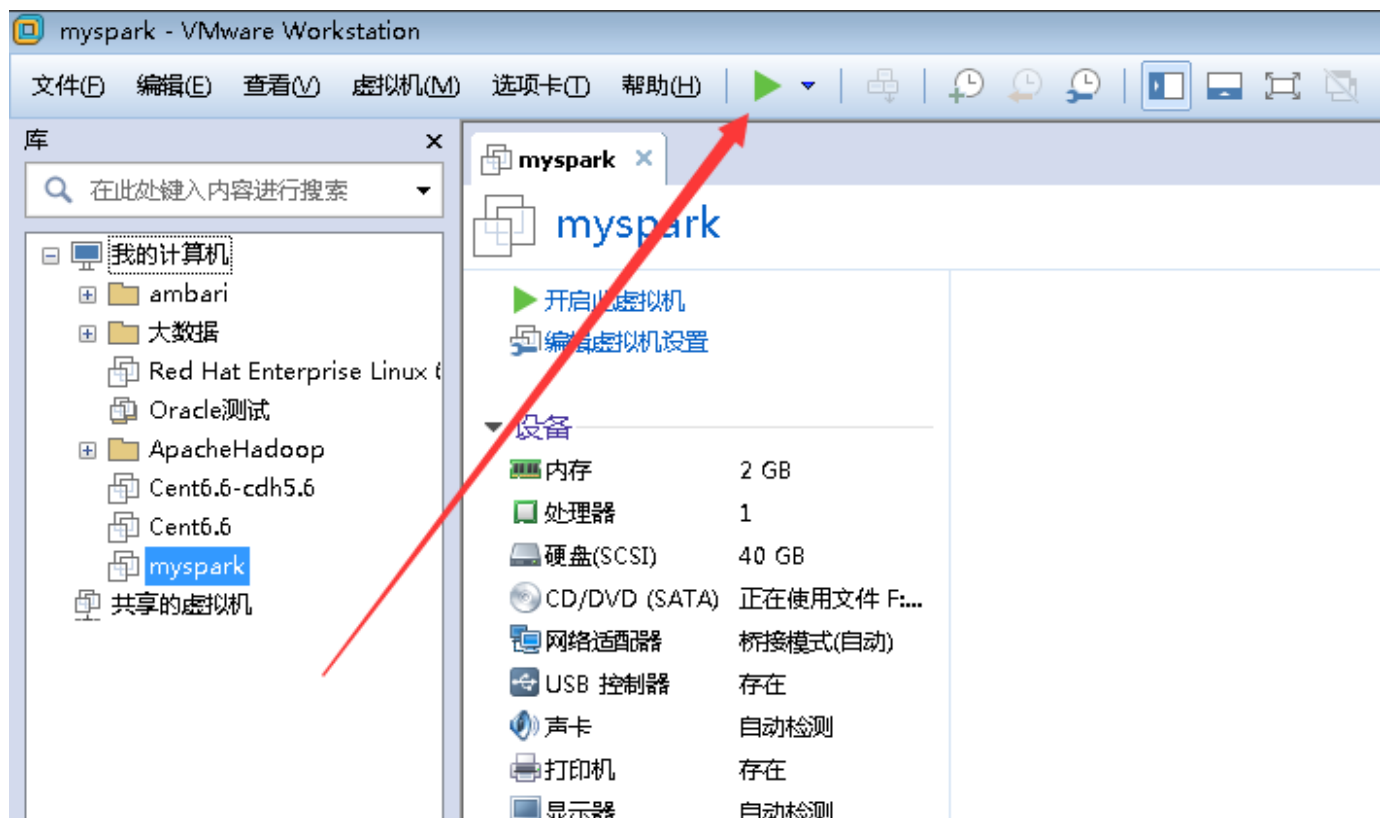 myspark - VMware Workstation
文件(F) 编辑(E) 查看(V) 虚拟机(M) 选项卡(T) 帮助(H)
库
在此处键入内容进行搜索
我的计算机
ambari
大数据
Red Hat Enterprise Linux 6
Oracle测试
ApacheHadoop
Cent6.6-cdh5.6
Cent6.6
myspark
共享的虚拟机
myspark
myspark
开启此虚拟机
编辑虚拟机设置
设备
内存 2 GB
处理器 1
硬盘(SCSI) 40 GB
CD/DVD (SATA) 正在使用文件 F:...
网络适配器 桥接模式(自动)
USB 控制器 存在
声卡 自动检测
打印机 存在
显示器 自动检测